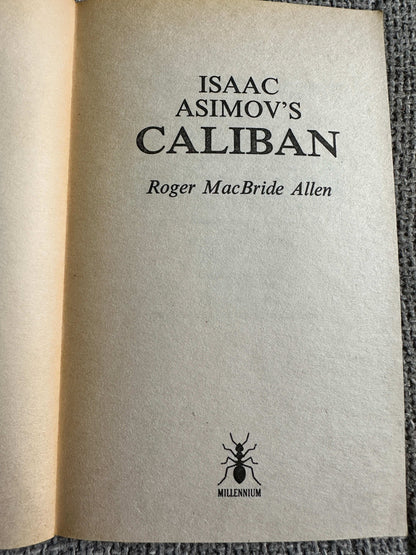 ISAAC
ASIMOV'S
CALIBAN
Roger MacBride Allen
MILLENNIUM